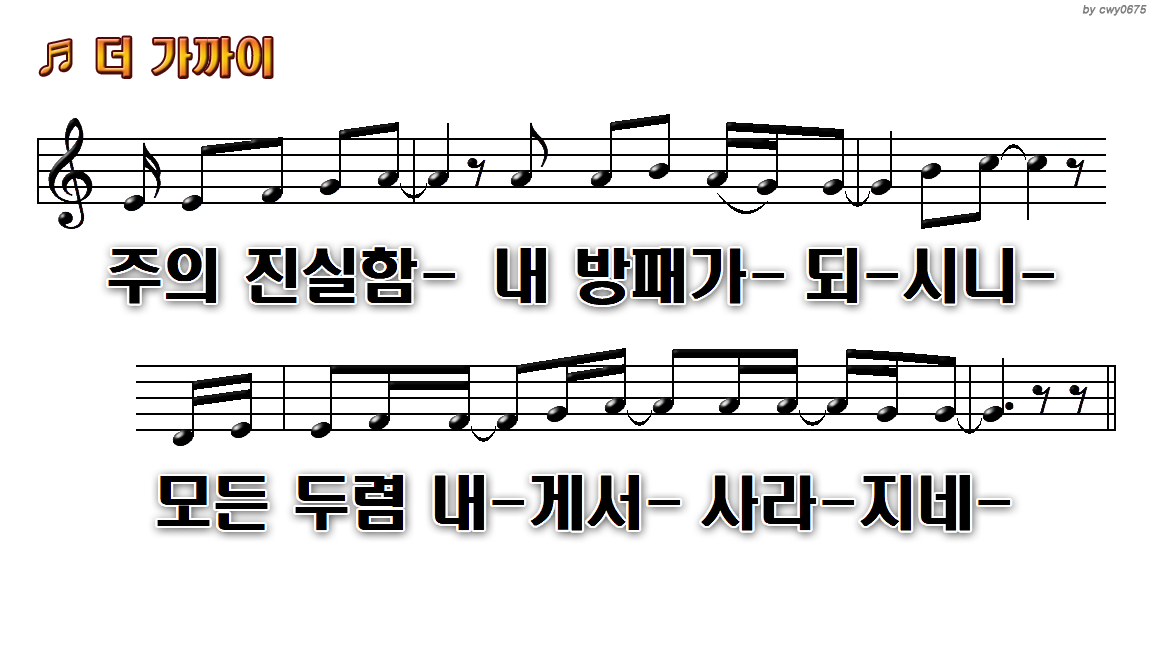 by cwy0675
♬ 더 가까이
주의 진실함- 내 방패가- 되-시니-
모든 두렴 내-게서- 사라-지네-